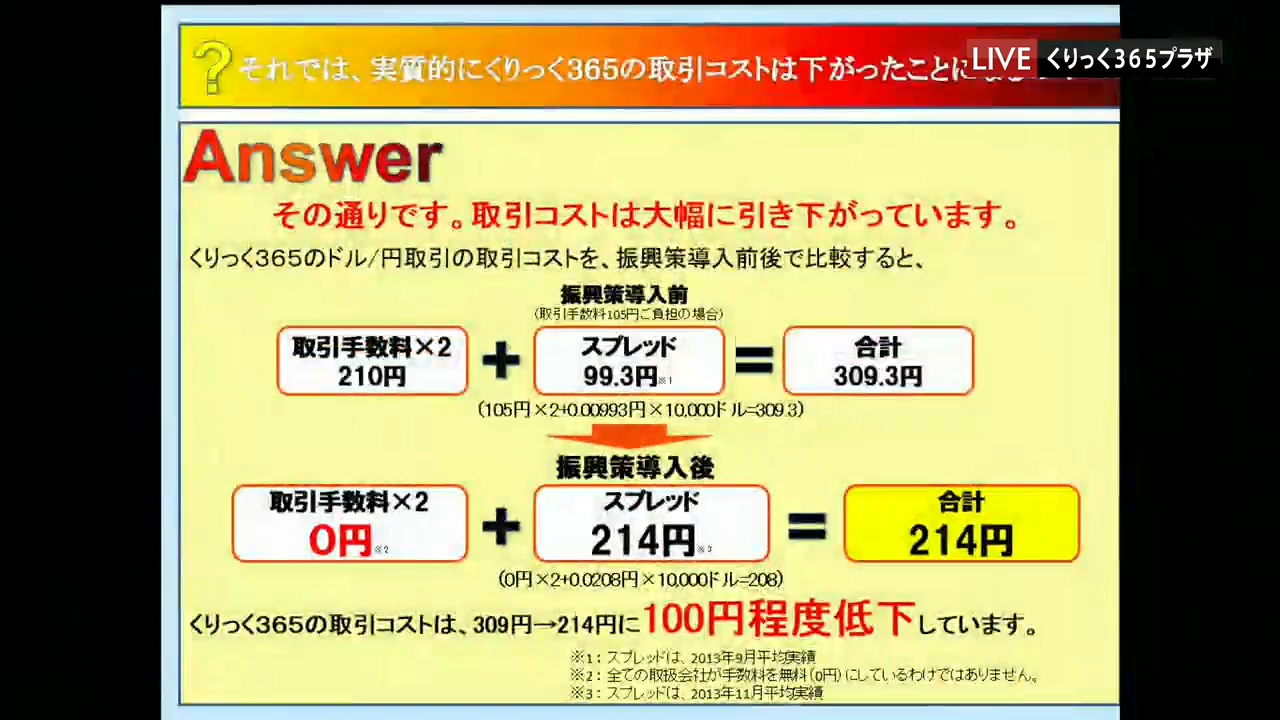 ?それでは、実質的にくりっく365の取引コストは下がったことに
LIVE くりっく365プラザ
Answer
その通りです。取引コストは大幅に引き下がっています。
くりっく365のドル/円取引の取引コストを、振興策導入前後で比較すると、
振興策導入前
(取引手数料105円ご負担の場合)
取引手数料×2 + スプレッド = 合計
210円 99.3円※1 309.3円
(105円×2+0.00993円×10,000ドル=309.3)
振興策導入後
取引手数料×2 + スプレッド = 合計
0円※2 214円※3 214円
(0円×2+0.0208円×10,000ドル=208)
くりっく365の取引コストは、309円→214円に100円程度低下しています。
※1：スプレッドは、2013年9月平均実績
※2：全ての取扱会社が手数料を無料(0円)にしているわけではありません。
※3：スプレッドは、2013年11月平均実績